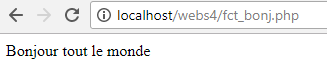 localhost/webs4/fct_bonj.php
Bonjour tout le monde